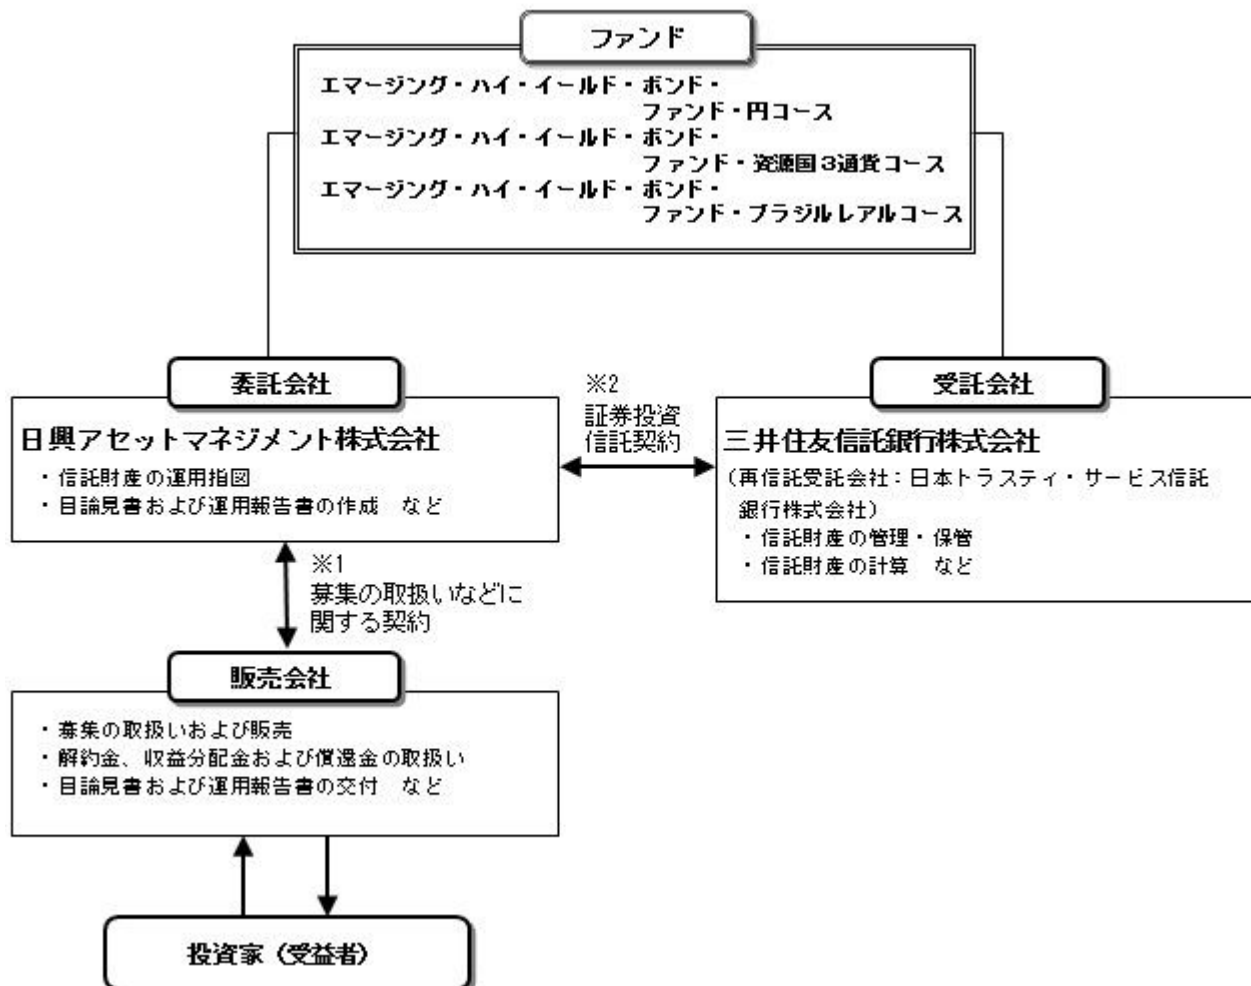 ファンド
エマージング・ハイ・イールド・ボンド・
ファンド・円コース
エマージング・ハイ・イールド・ボンド・
ファンド・資源国3通貨コース
エマージング・ハイ・イールド・ボンド・
ファンド・ブラジルレアルコース
委託会社
日興アセットマネジメント株式会社
・信託財産の運用指図
・目論見書および運用報告書の作成 など
※2
証券投資
信託契約
受託会社
三井住友信託銀行株式会社
(再信託受託会社:日本トラスティ・サービス信託
銀行株式会社)
・信託財産の管理・保管
・信託財産の計算 など
※1
募集の取扱いなどに
関する契約
販売会社
・募集の取扱いおよび販売
・解約金、収益分配金および償還金の取扱い
・目論見書および運用報告書の交付 など
投資家(受益者)